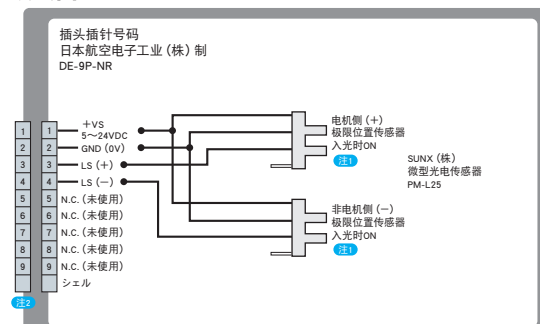 插头插针号码
日本航空电子工业（株）制
DE-9P-NR
1 1 +VS
5～24VDC
2 2 GND (0V)
3 3 LS (+)
4 4 LS (－)
5 5 N.C. (未使用)
6 6 N.C. (未使用)
7 7 N.C. (未使用)
8 8 N.C. (未使用)
9 9 N.C. (未使用)
シェル
注2
电机侧 (+)
极限位置传感器
入光时ON
注1
SUNX (株)
微型光电传感器
PM-L25
非电机侧 (－)
极限位置传感器
入光时ON
注1